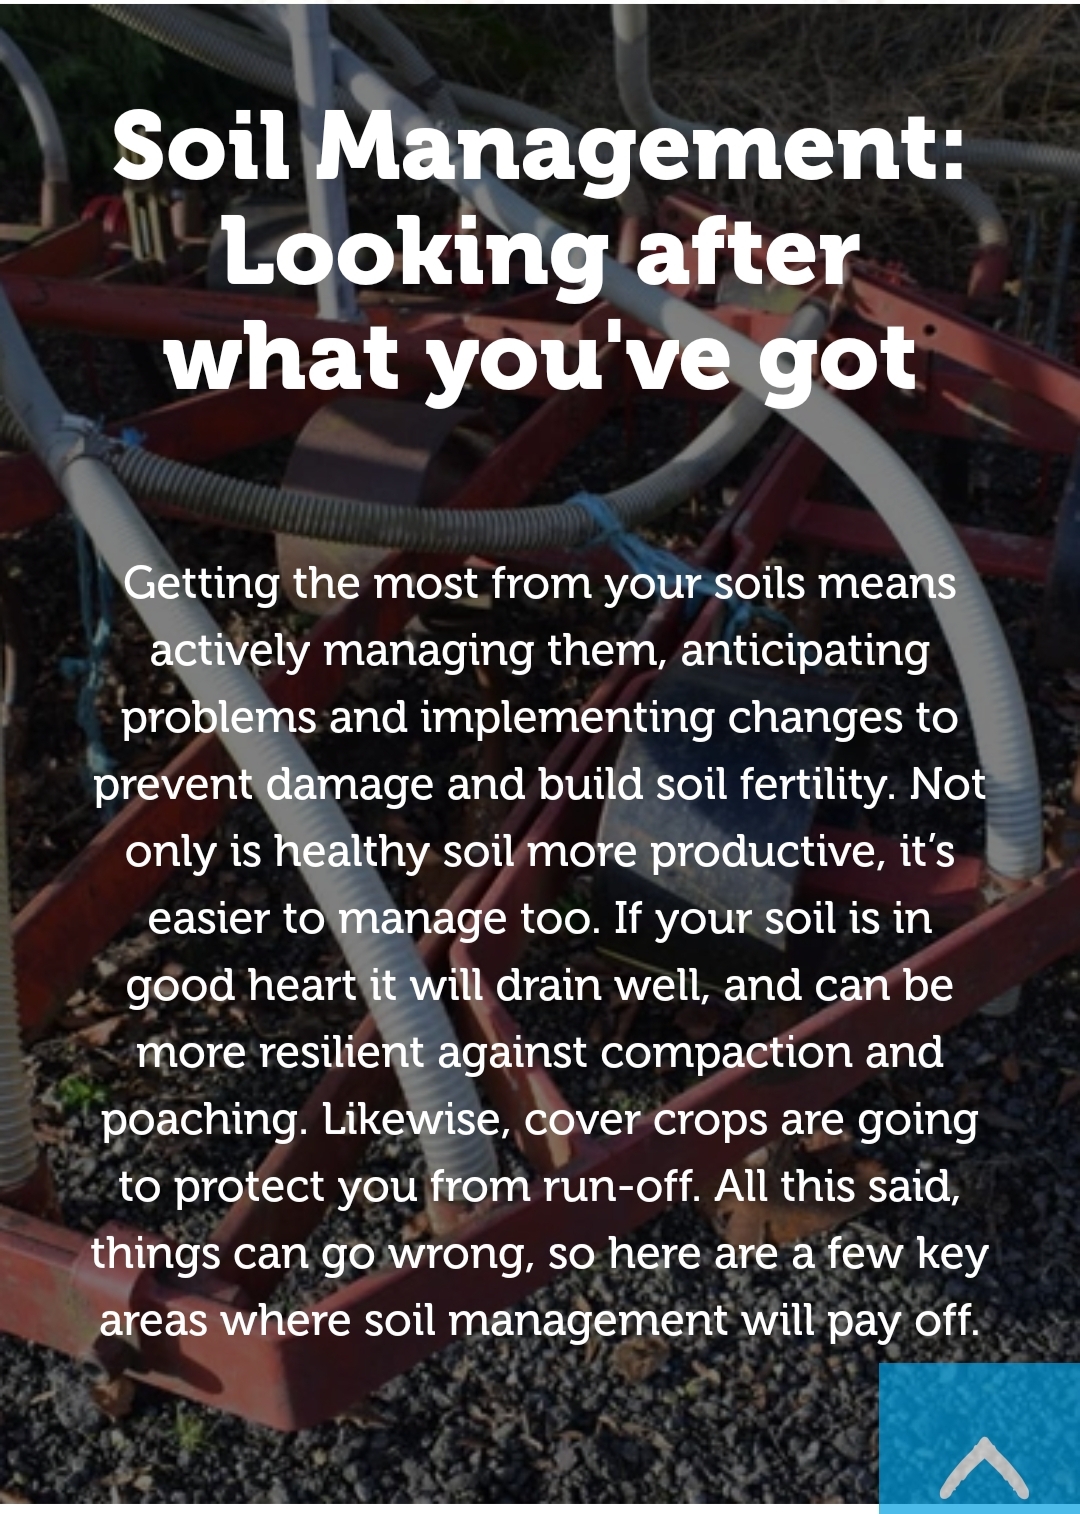 Soil Management:
Looking after
what you've got
Getting the most from your soils means
actively managing them, anticipating
problems and implementing changes to
prevent damage and build soil fertility. Not
only is healthy soil more productive, it’s
easier to manage too. If your soil is in
good heart it will drain well, and can be
more resilient against compaction and
poaching. Likewise, cover crops are going
to protect you from run-off. All this said,
things can go wrong, so here are a few key
areas where soil management will pay off.